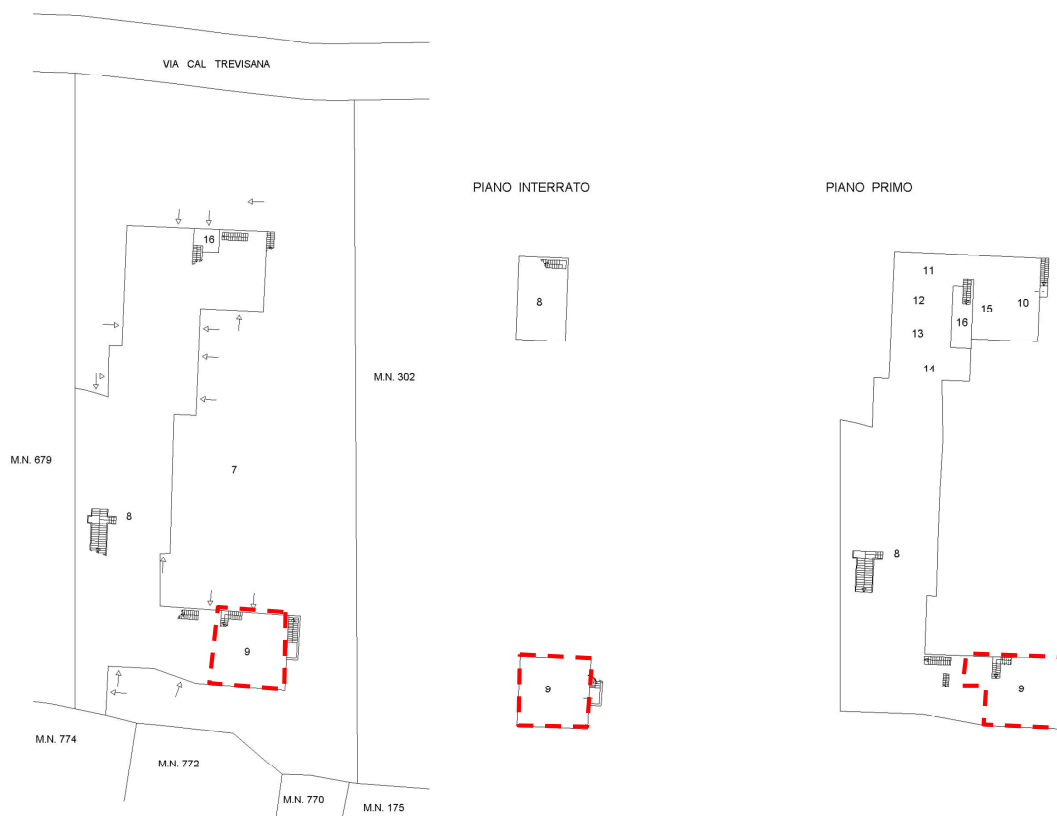 VIA CAL TREVISANA
PIANO INTERRATO
PIANO PRIMO
16
8
11
12
13
14
15
10
16
M.N. 302
M.N. 679
7
8
8
9
9
9
M.N. 774
M.N. 772
M.N. 770
M.N. 175